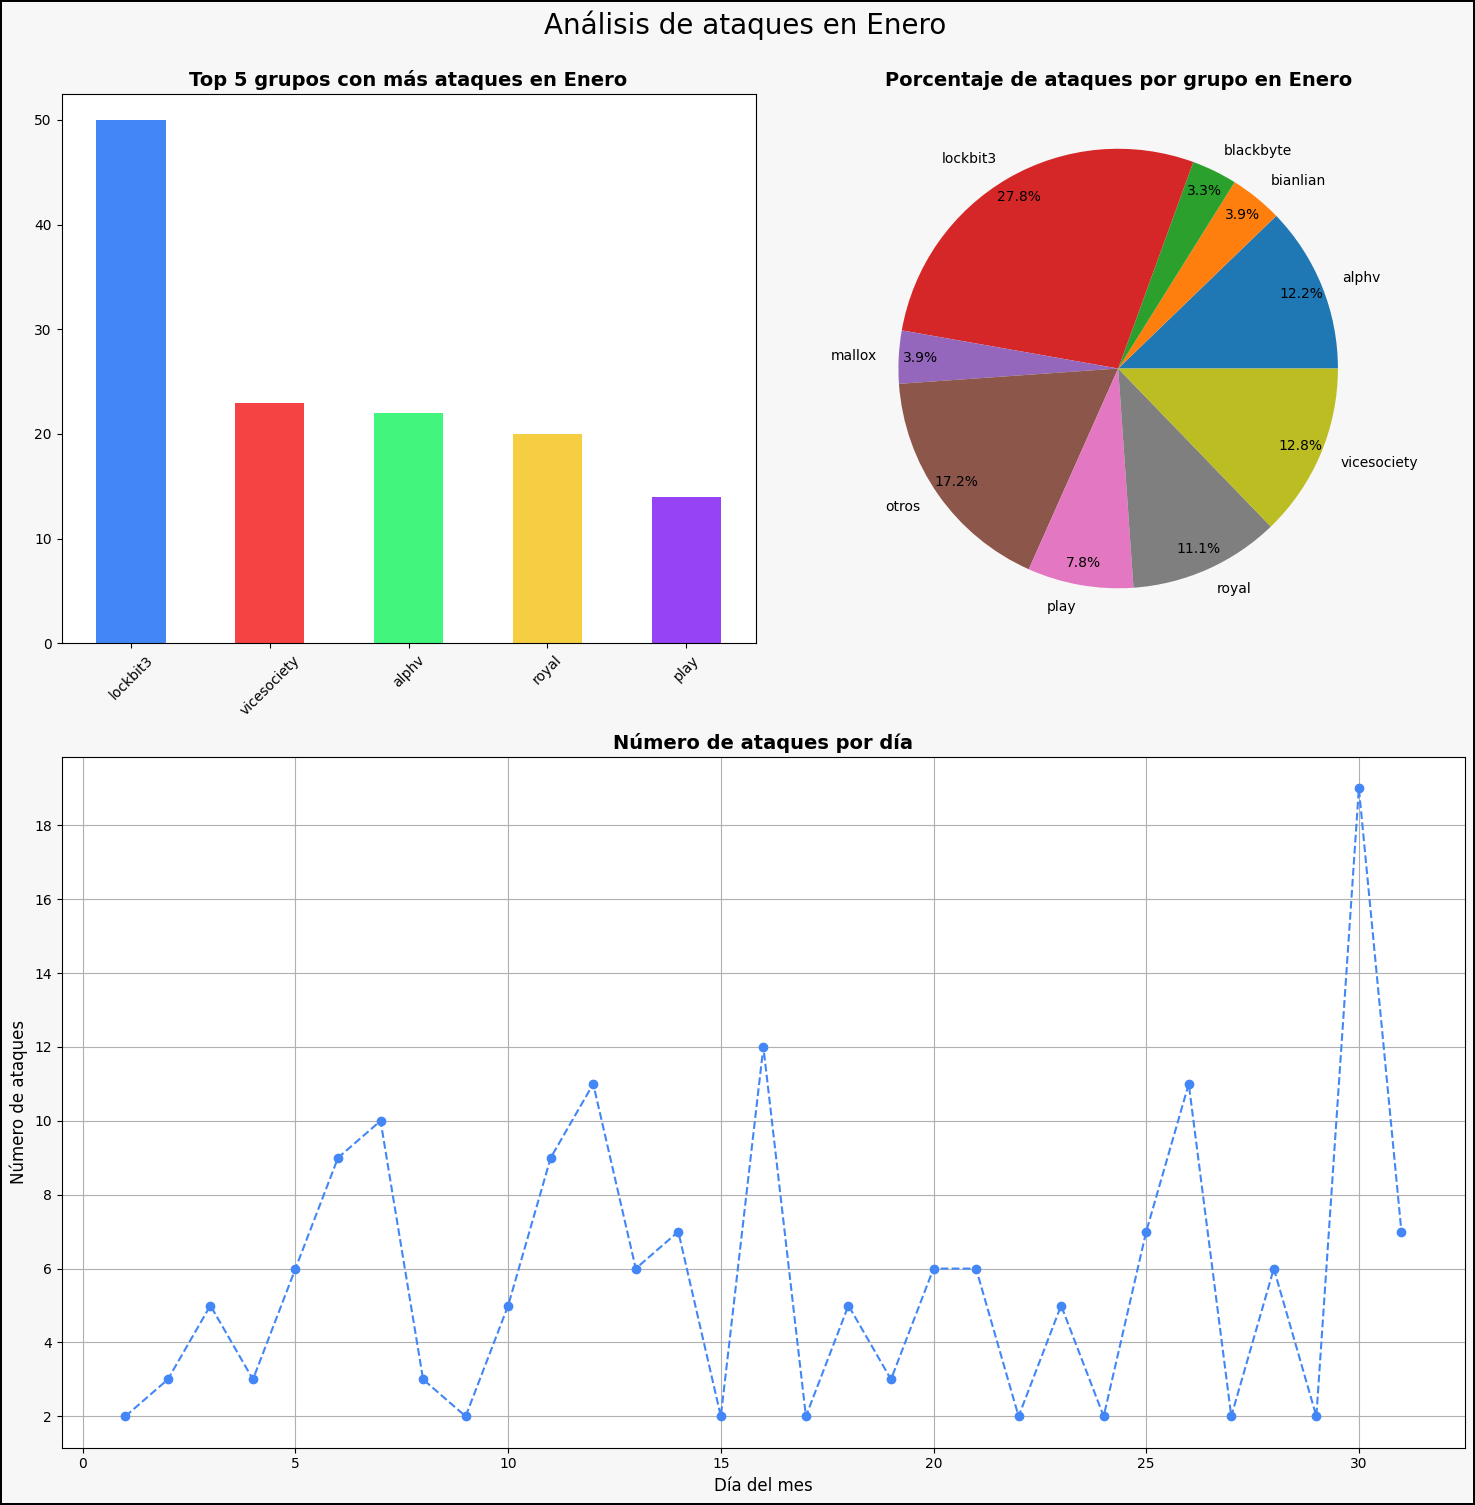 Análisis de ataques en Enero
Top 5 grupos con más ataques en Enero
50
40
30
20
10
0
lockbit3
vicesociety
alphv
royal
play
Porcentaje de ataques por grupo en Enero
blackbyte
lockbit3
bianlian
3.3%
27.8%
3.9%
alphv
12.2%
mallox
3.9%
12.8%
vicesociety
17.2%
otros
11.1%
7.8%
royal
play
Número de ataques por día
Número de ataques
18
16
14
12
10
8
6
4
2
0
5
10
15
20
25
30
Día del mes